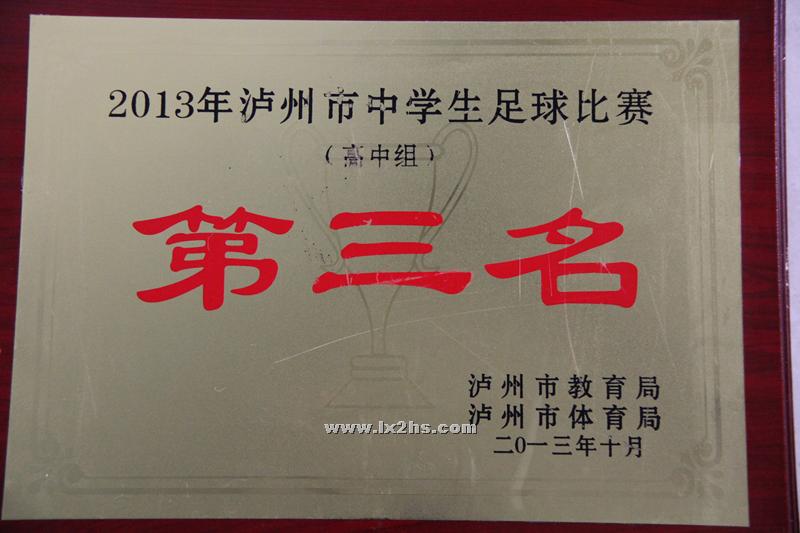 2013年泸州市中学生足球比赛
（高中组）
第三名
泸州市教育局
泸州市体育局
www.lx2hs.com
二0一三年十月